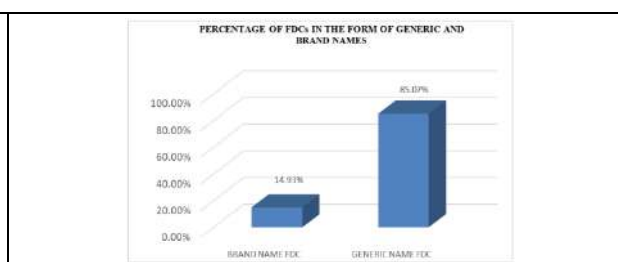 PERCENTAGE OF FDCs IN THE FORM OF GENERIC AND
BRAND NAMES
100.00%
80.00%
60.00%
40.00%
20.00%
0.00%
14.93%
85.07%
BRAND NAME FDC
GENERIC NAME FDC